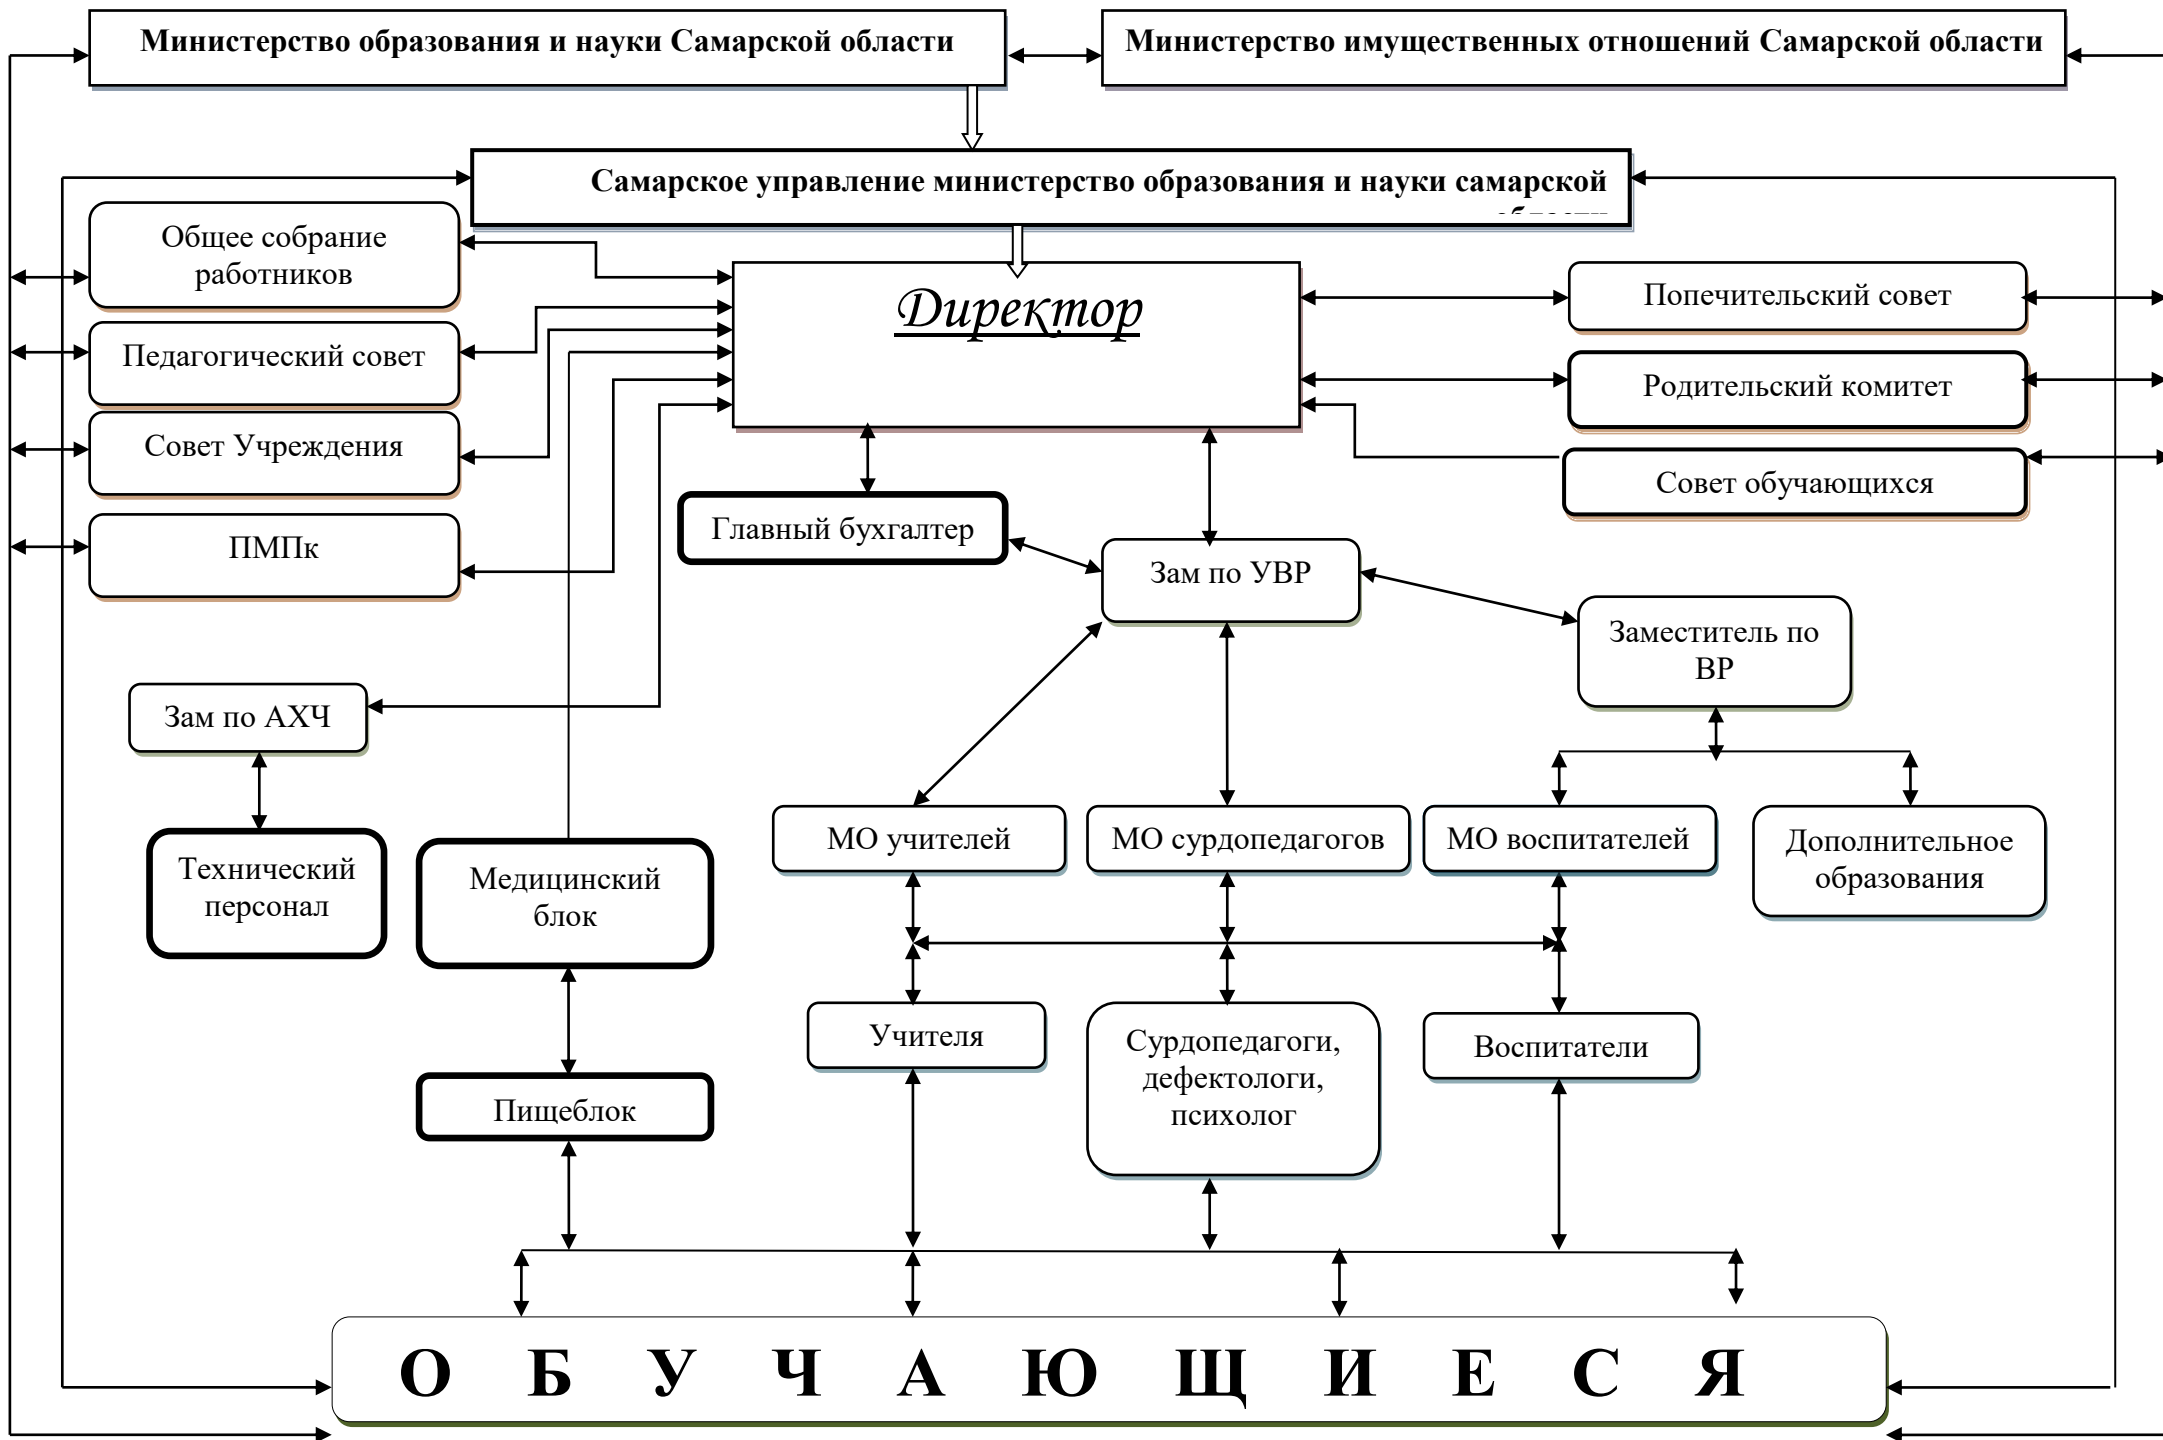 Министерство образования и науки Самарской области
Министерство имущественных отношений Самарской области
Самарское управление министерство образования и науки самарской
Общее собрание
работников
Педагогический совет
Совет Учреждения
ПМПк
Директор
Попечительский совет
Родительский комитет
Совет обучающихся
Главный бухгалтер
Зам по УВР
Заместитель по
ВР
Зам по АХЧ
Технический
персонал
Медицинский
блок
МО учителей
МО сурдопедагогов
МО воспитателей
Дополнительное
образования
Учителя
Сурдопедагоги,
дефектологи,
психолог
Воспитатели
Пищеблок
О Б У Ч А Ю Щ И Е С Я